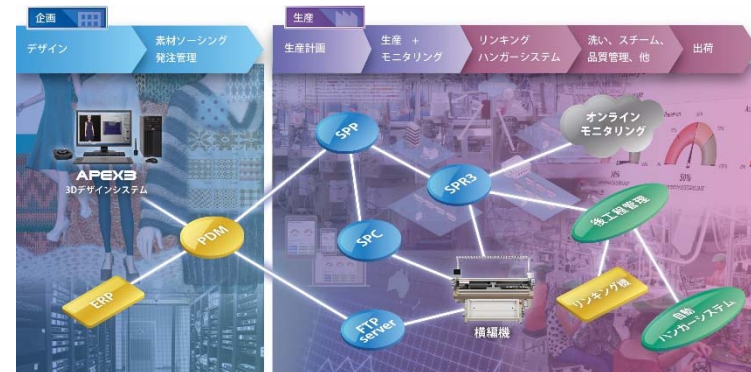 企画
生産
デザイン
素材ソーシング
発注管理
生産計画
生産 +
モニタリング
リンキング
ハンガーシステム
洗い、スチーム、
品質管理、他
出荷
オンライン
モニタリング
SPP
APEX3
3Dデザインシステム
SPR3
後工程管理
PDM
SPC
ERP
リンキング機
FTP
server
横編機
自動
ハンガーシステム
50%